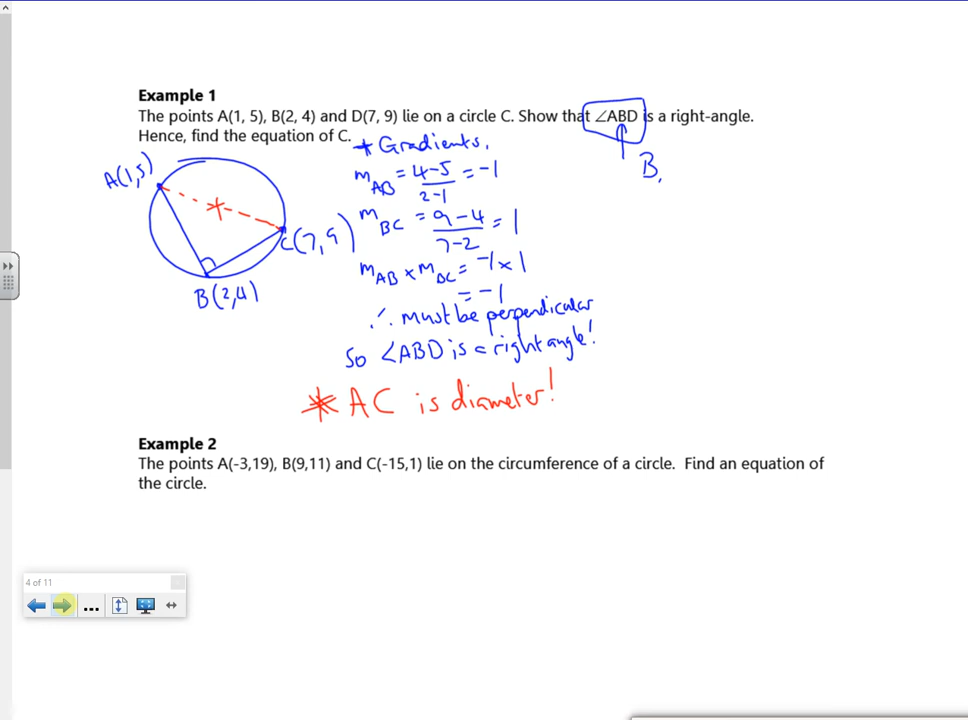 Example 1
The points A(1, 5), B(2, 4) and D(7, 9) lie on a circle C. Show that ∠ABD is a right-angle.
Hence, find the equation of C.
* Gradients.
B.
A(1,5)
m_AB = 4-5/2-1 = -1
m_BC = 9-4/7-2 = 1
C(7,9)
m_AB × m_BC = -1 × 1
= -1
B(2,4)
∴ must be perpendicular
So ∠ABD is a right angle!
* AC is diameter!
Example 2
The points A(-3,19), B(9,11) and C(-15,1) lie on the circumference of a circle. Find an equation of
the circle.
4 of 11